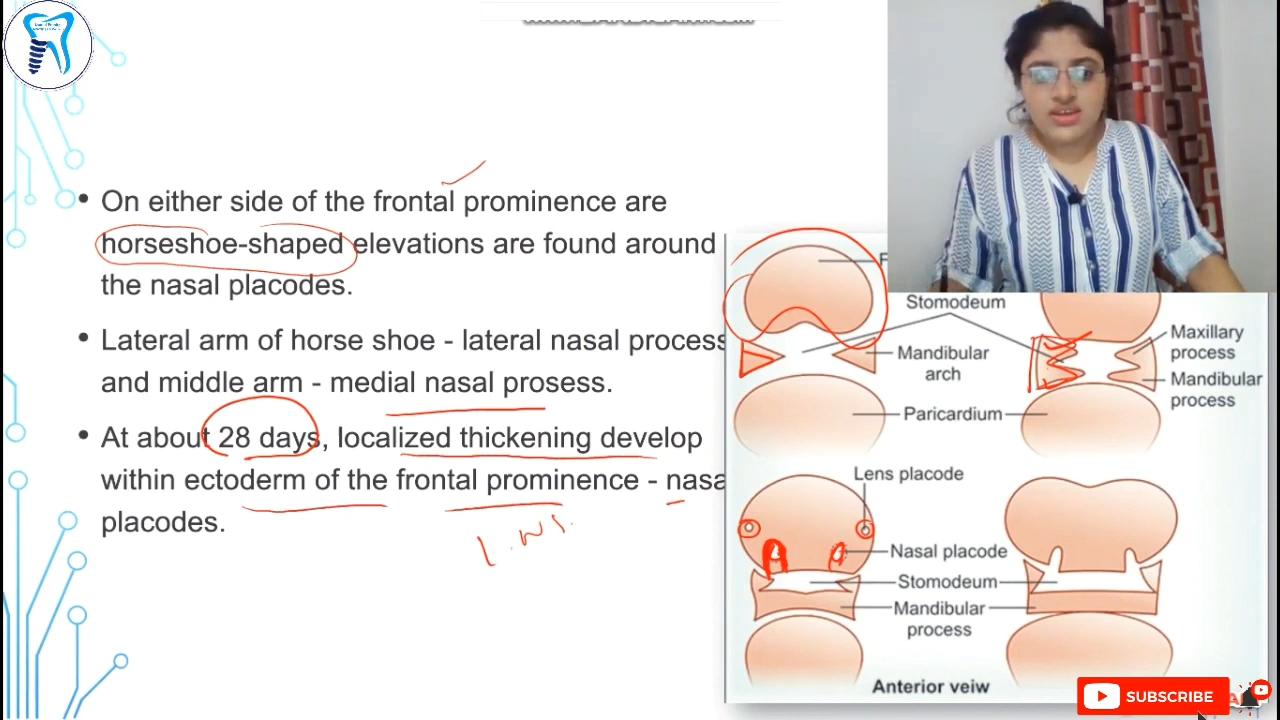 • On either side of the frontal prominence are
horseshoe-shaped elevations are found around
the nasal placodes.
• Lateral arm of horse shoe - lateral nasal process
and middle arm - medial nasal prosess.
• At about 28 days, localized thickening develop
within ectoderm of the frontal prominence - nasa
placodes.
F
Stomodeum
Mandibular
arch
Paricardium
Maxillary
process
Mandibular
process
Lens placode
Nasal placode
Stomodeum
Mandibular
process
Anterior veiw
SUBSCRIBE